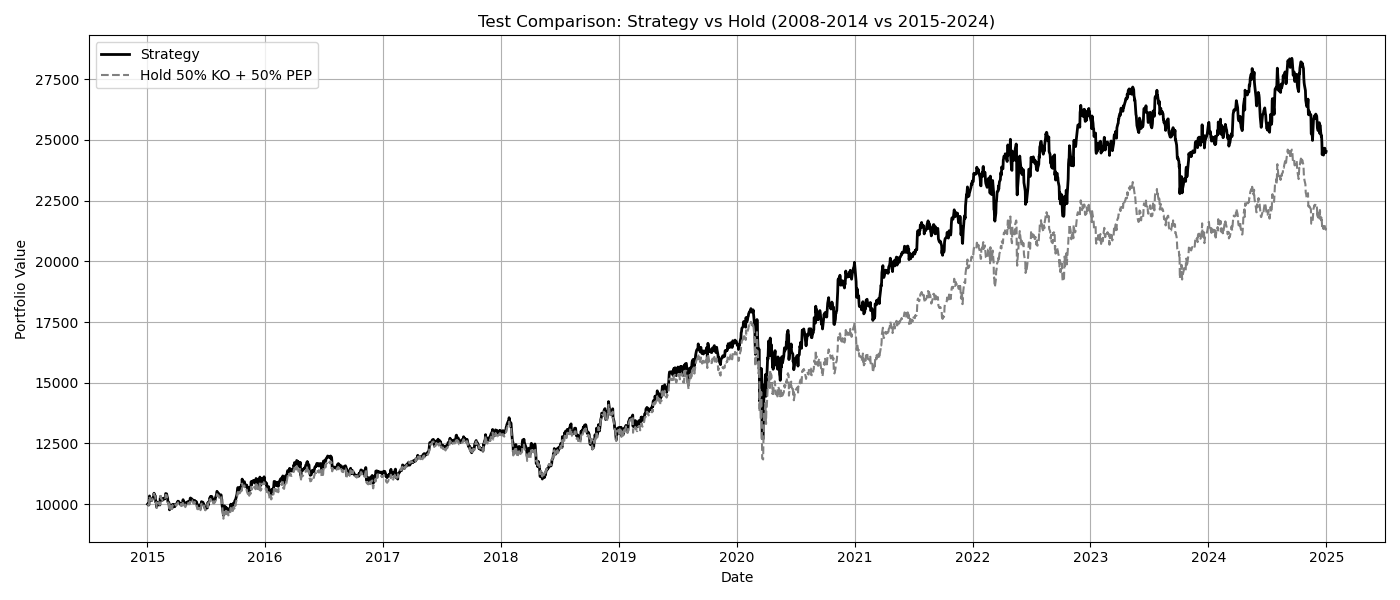 Test Comparison: Strategy vs Hold (2008-2014 vs 2015-2024)
Strategy
Hold 50% KO + 50% PEP
Portfolio Value
27500
25000
22500
20000
17500
15000
12500
10000
2015 2016 2017 2018 2019 2020 2021 2022 2023 2024 2025
Date